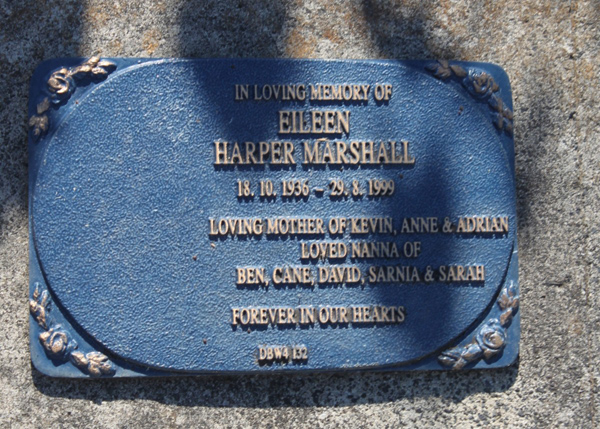 IN LOVING MEMORY OF
EILEEN
HARPER MARSHALL
18. 10. 1936 ~ 29. 8. 1999
LOVING MOTHER OF KEVIN, ANNE & ADRIAN
LOVED NANNA OF
BEN, CANE, DAVID, SARNIA & SARAH
FOREVER IN OUR HEARTS
DBW4 132